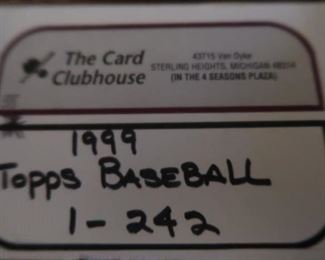 The Card
Clubhouse
43715 Van Dyke
STERLING HEIGHTS, MICHIGAN 48314
(IN THE 4 SEASONS PLAZA)
1999
TOPPS BASEBALL
1-242